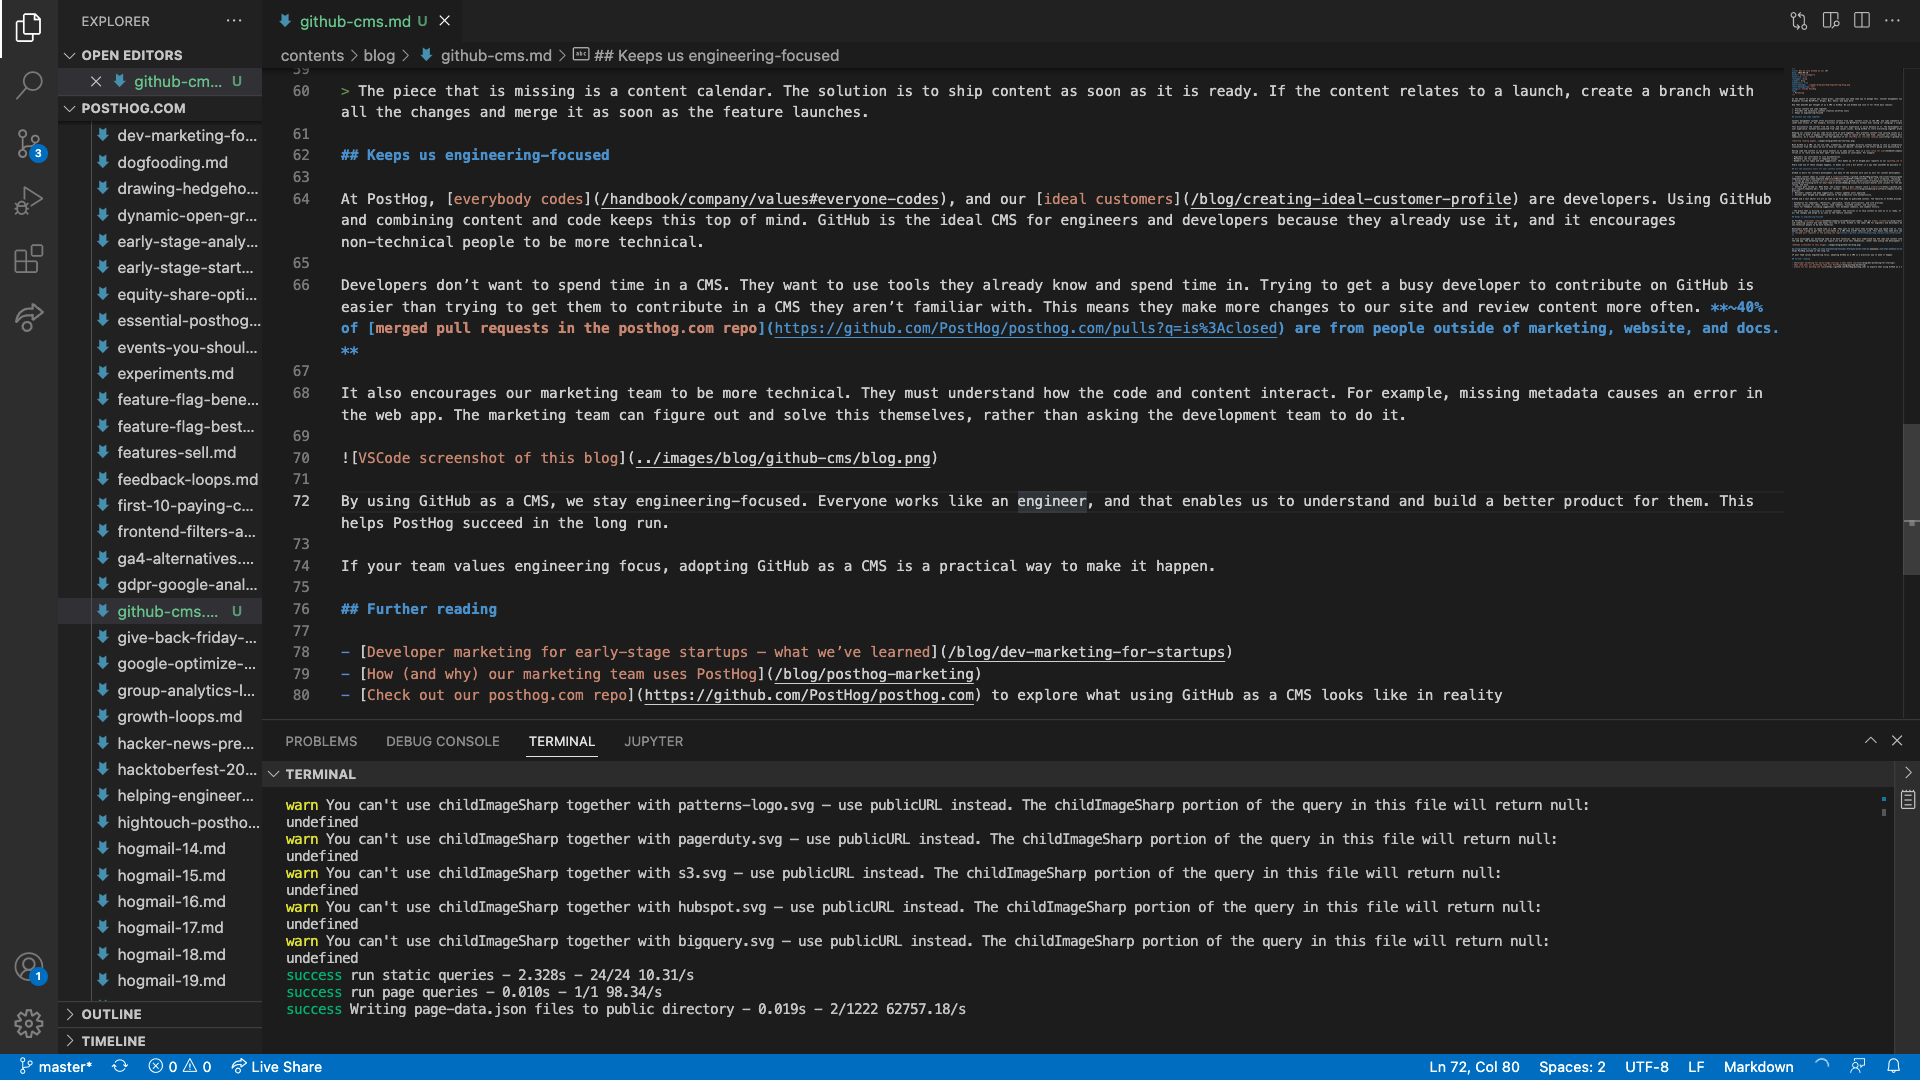 EXPLORER
github-cms.md U
OPEN EDITORS
github-cm... U
contents > blog > github-cms.md > ## Keeps us engineering-focused
POSTHOG.COM
dev-marketing-fo...
dogfooding.md
drawing-hedgeho...
dynamic-open-gr...
early-stage-analy...
early-stage-start...
equity-share-opti...
essential-posthog...
events-you-shoul...
experiments.md
feature-flag-bene...
feature-flag-best...
features-sell.md
feedback-loops.md
first-10-paying-c...
frontend-filters-a...
ga4-alternatives....
gdpr-google-anal...
github-cms.... U
give-back-friday-...
google-optimize-...
group-analytics-l...
growth-loops.md
hacker-news-pre...
hacktoberfest-20...
helping-engineer...
hightouch-postho...
hogmail-14.md
hogmail-15.md
hogmail-16.md
hogmail-17.md
hogmail-18.md
hogmail-19.md
OUTLINE
TIMELINE
3
1
59
60 > The piece that is missing is a content calendar. The solution is to ship content as soon as it is ready. If the content relates to a launch, create a branch with
all the changes and merge it as soon as the feature launches.
61
62 ## Keeps us engineering-focused
63
64 At PostHog, [everybody codes](/handbook/company/values#everyone-codes), and our [ideal customers](/blog/creating-ideal-customer-profile) are developers. Using GitHub
and combining content and code keeps this top of mind. GitHub is the ideal CMS for engineers and developers because they already use it, and it encourages
non-technical people to be more technical.
65
66 Developers don’t want to spend time in a CMS. They want to use tools they already know and spend time in. Trying to get a busy developer to contribute on GitHub is
easier than trying to get them to contribute in a CMS they aren’t familiar with. This means they make more changes to our site and review content more often. **~40%
of [merged pull requests in the posthog.com repo](https://github.com/PostHog/posthog.com/pulls?q=is%3Aclosed) are from people outside of marketing, website, and docs.
**
67
68 It also encourages our marketing team to be more technical. They must understand how the code and content interact. For example, missing metadata causes an error in
the web app. The marketing team can figure out and solve this themselves, rather than asking the development team to do it.
69
70 ![VSCode screenshot of this blog](../images/blog/github-cms/blog.png)
71
72 By using GitHub as a CMS, we stay engineering-focused. Everyone works like an engineer, and that enables us to understand and build a better product for them. This
helps PostHog succeed in the long run.
73
74 If your team values engineering focus, adopting GitHub as a CMS is a practical way to make it happen.
75
76 ## Further reading
77
78 - [Developer marketing for early-stage startups – what we’ve learned](/blog/dev-marketing-for-startups)
79 - [How (and why) our marketing team uses PostHog](/blog/posthog-marketing)
80 - [Check out our posthog.com repo](https://github.com/PostHog/posthog.com) to explore what using GitHub as a CMS looks like in reality
PROBLEMS DEBUG CONSOLE TERMINAL JUPYTER
TERMINAL
warn You can't use childImageSharp together with patterns-logo.svg — use publicURL instead. The childImageSharp portion of the query in this file will return null:
undefined
warn You can't use childImageSharp together with pagerduty.svg — use publicURL instead. The childImageSharp portion of the query in this file will return null:
undefined
warn You can't use childImageSharp together with s3.svg — use publicURL instead. The childImageSharp portion of the query in this file will return null:
undefined
warn You can't use childImageSharp together with hubspot.svg — use publicURL instead. The childImageSharp portion of the query in this file will return null:
undefined
warn You can't use childImageSharp together with bigquery.svg — use publicURL instead. The childImageSharp portion of the query in this file will return null:
undefined
success run static queries - 2.328s - 24/24 10.31/s
success run page queries - 0.010s - 1/1 98.34/s
success Writing page-data.json files to public directory - 0.019s - 2/1222 62757.18/s
master* 0 0 Live Share Ln 72, Col 80 Spaces: 2 UTF-8 LF Markdown